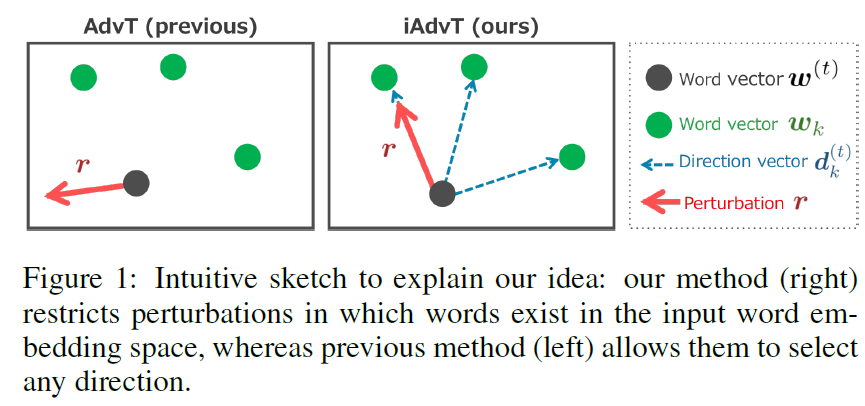 AdvT (previous)
iAdvT (ours)
r
r
Word vector w^(t)
Word vector w_k
Direction vector d_k^(t)
Perturbation r
Figure 1: Intuitive sketch to explain our idea: our method (right)
restricts perturbations in which words exist in the input word em-
bedding space, whereas previous method (left) allows them to select
any direction.